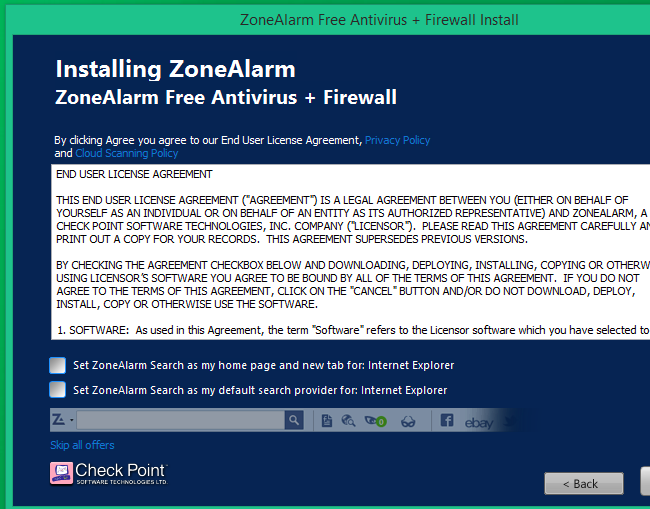 ZoneAlarm Free Antivirus + Firewall Install
Installing ZoneAlarm
ZoneAlarm Free Antivirus + Firewall
By clicking Agree you agree to our End User License Agreement, Privacy Policy
and Cloud Scanning Policy
END USER LICENSE AGREEMENT
THIS END USER LICENSE AGREEMENT ("AGREEMENT") IS A LEGAL AGREEMENT BETWEEN YOU (EITHER ON BEHALF OF
YOURSELF AS AN INDIVIDUAL OR ON BEHALF OF AN ENTITY AS ITS AUTHORIZED REPRESENTATIVE) AND ZONEALARM, A
CHECK POINT SOFTWARE TECHNOLOGIES, INC. COMPANY ("LICENSOR"). PLEASE READ THIS AGREEMENT CAREFULLY AN
PRINT OUT A COPY FOR YOUR RECORDS. THIS AGREEMENT SUPERSEDES PREVIOUS VERSIONS.
BY CHECKING THE AGREEMENT CHECKBOX BELOW AND DOWNLOADING, DEPLOYING, INSTALLING, COPYING OR OTHERW
USING LICENSOR'S SOFTWARE YOU AGREE TO BE BOUND BY ALL OF THE TERMS OF THIS AGREEMENT. IF YOU DO NOT
AGREE TO THE TERMS OF THIS AGREEMENT, CLICK ON THE "CANCEL" BUTTON AND/OR DO NOT DOWNLOAD, DEPLOY,
INSTALL, COPY OR OTHERWISE USE THE SOFTWARE.
1. SOFTWARE: As used in this Agreement, the term "Software" refers to the Licensor software which you have selected to
Set ZoneAlarm Search as my home page and new tab for: Internet Explorer
Set ZoneAlarm Search as my default search provider for: Internet Explorer
Z 0 f ebay
Skip all offers
Check Point
SOFTWARE TECHNOLOGIES LTD.
< Back